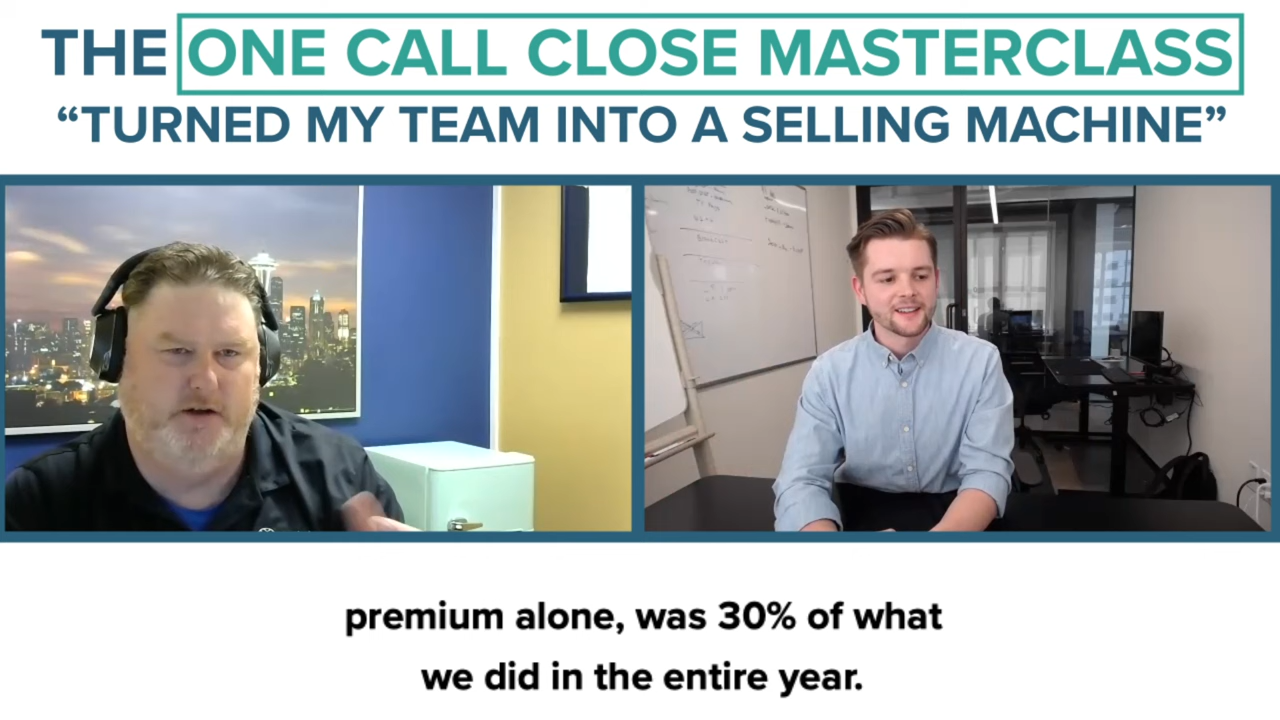 THE ONE CALL CLOSE MASTERCLASS
“TURNED MY TEAM INTO A SELLING MACHINE”
premium alone, was 30% of what
we did in the entire year.